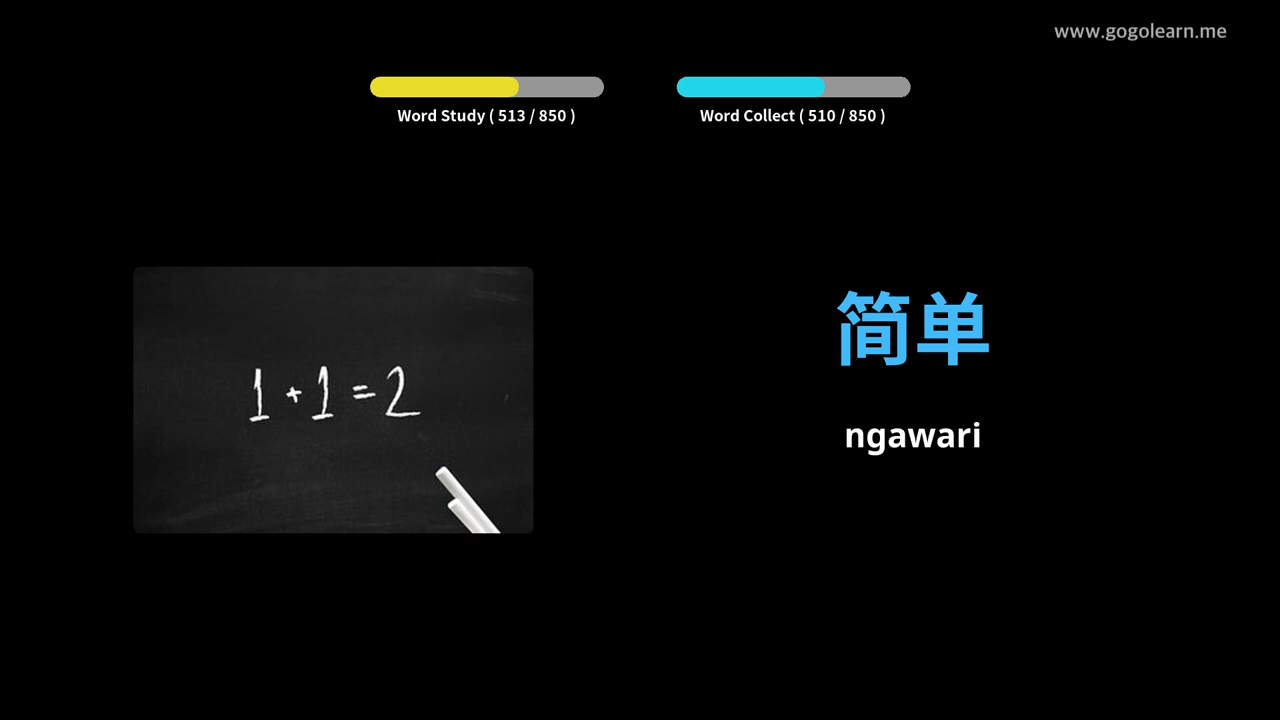 www.gogolearn.me
Word Study ( 513 / 850 )
Word Collect ( 510 / 850 )
1 + 1 = 2
简单
ngawari